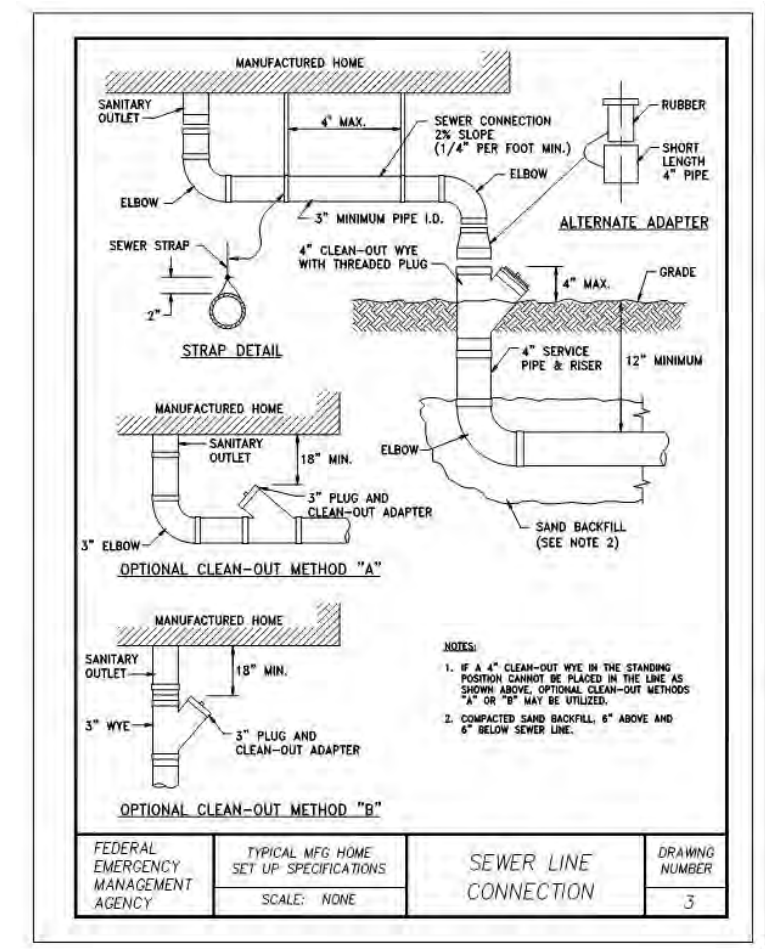 MANUFACTURED HOME
SANITARY
OUTLET
4' MAX.
SEWER CONNECTION
2% SLOPE
(1/4" PER FOOT MIN.)
RUBBER
SHORT
LENGTH
4" PIPE
ELBOW
ELBOW
3" MINIMUM PIPE I.D.
ALTERNATE ADAPTER
SEWER STRAP
4" CLEAN-OUT WYE
WITH THREADED PLUG
4" MAX.
GRADE
2"
STRAP DETAIL
4" SERVICE
PIPE & RISER
12" MINIMUM
MANUFACTURED HOME
SANITARY
OUTLET
18" MIN.
ELBOW
3" PLUG AND
CLEAN-OUT ADAPTER
3" ELBOW
SAND BACKFILL
(SEE NOTE 2)
OPTIONAL CLEAN-OUT METHOD "A"
MANUFACTURED HOME
SANITARY
OUTLET
18" MIN.
3" WYE
3" PLUG AND
CLEAN-OUT ADAPTER
OPTIONAL CLEAN-OUT METHOD "B"
NOTES:
1. IF A 4" CLEAN-OUT WYE IN THE STANDING
POSITION CANNOT BE PLACED IN THE LINE AS
SHOWN ABOVE, OPTIONAL CLEAN-OUT METHODS
"A" OR "B" MAY BE UTILIZED.
2. COMPACTED SAND BACKFILL, 6" ABOVE AND
6" BELOW SEWER LINE.
FEDERAL
EMERGENCY
MANAGEMENT
AGENCY
TYPICAL MFG HOME
SET UP SPECIFICATIONS
SCALE: NONE
SEWER LINE
CONNECTION
DRAWING
NUMBER
3